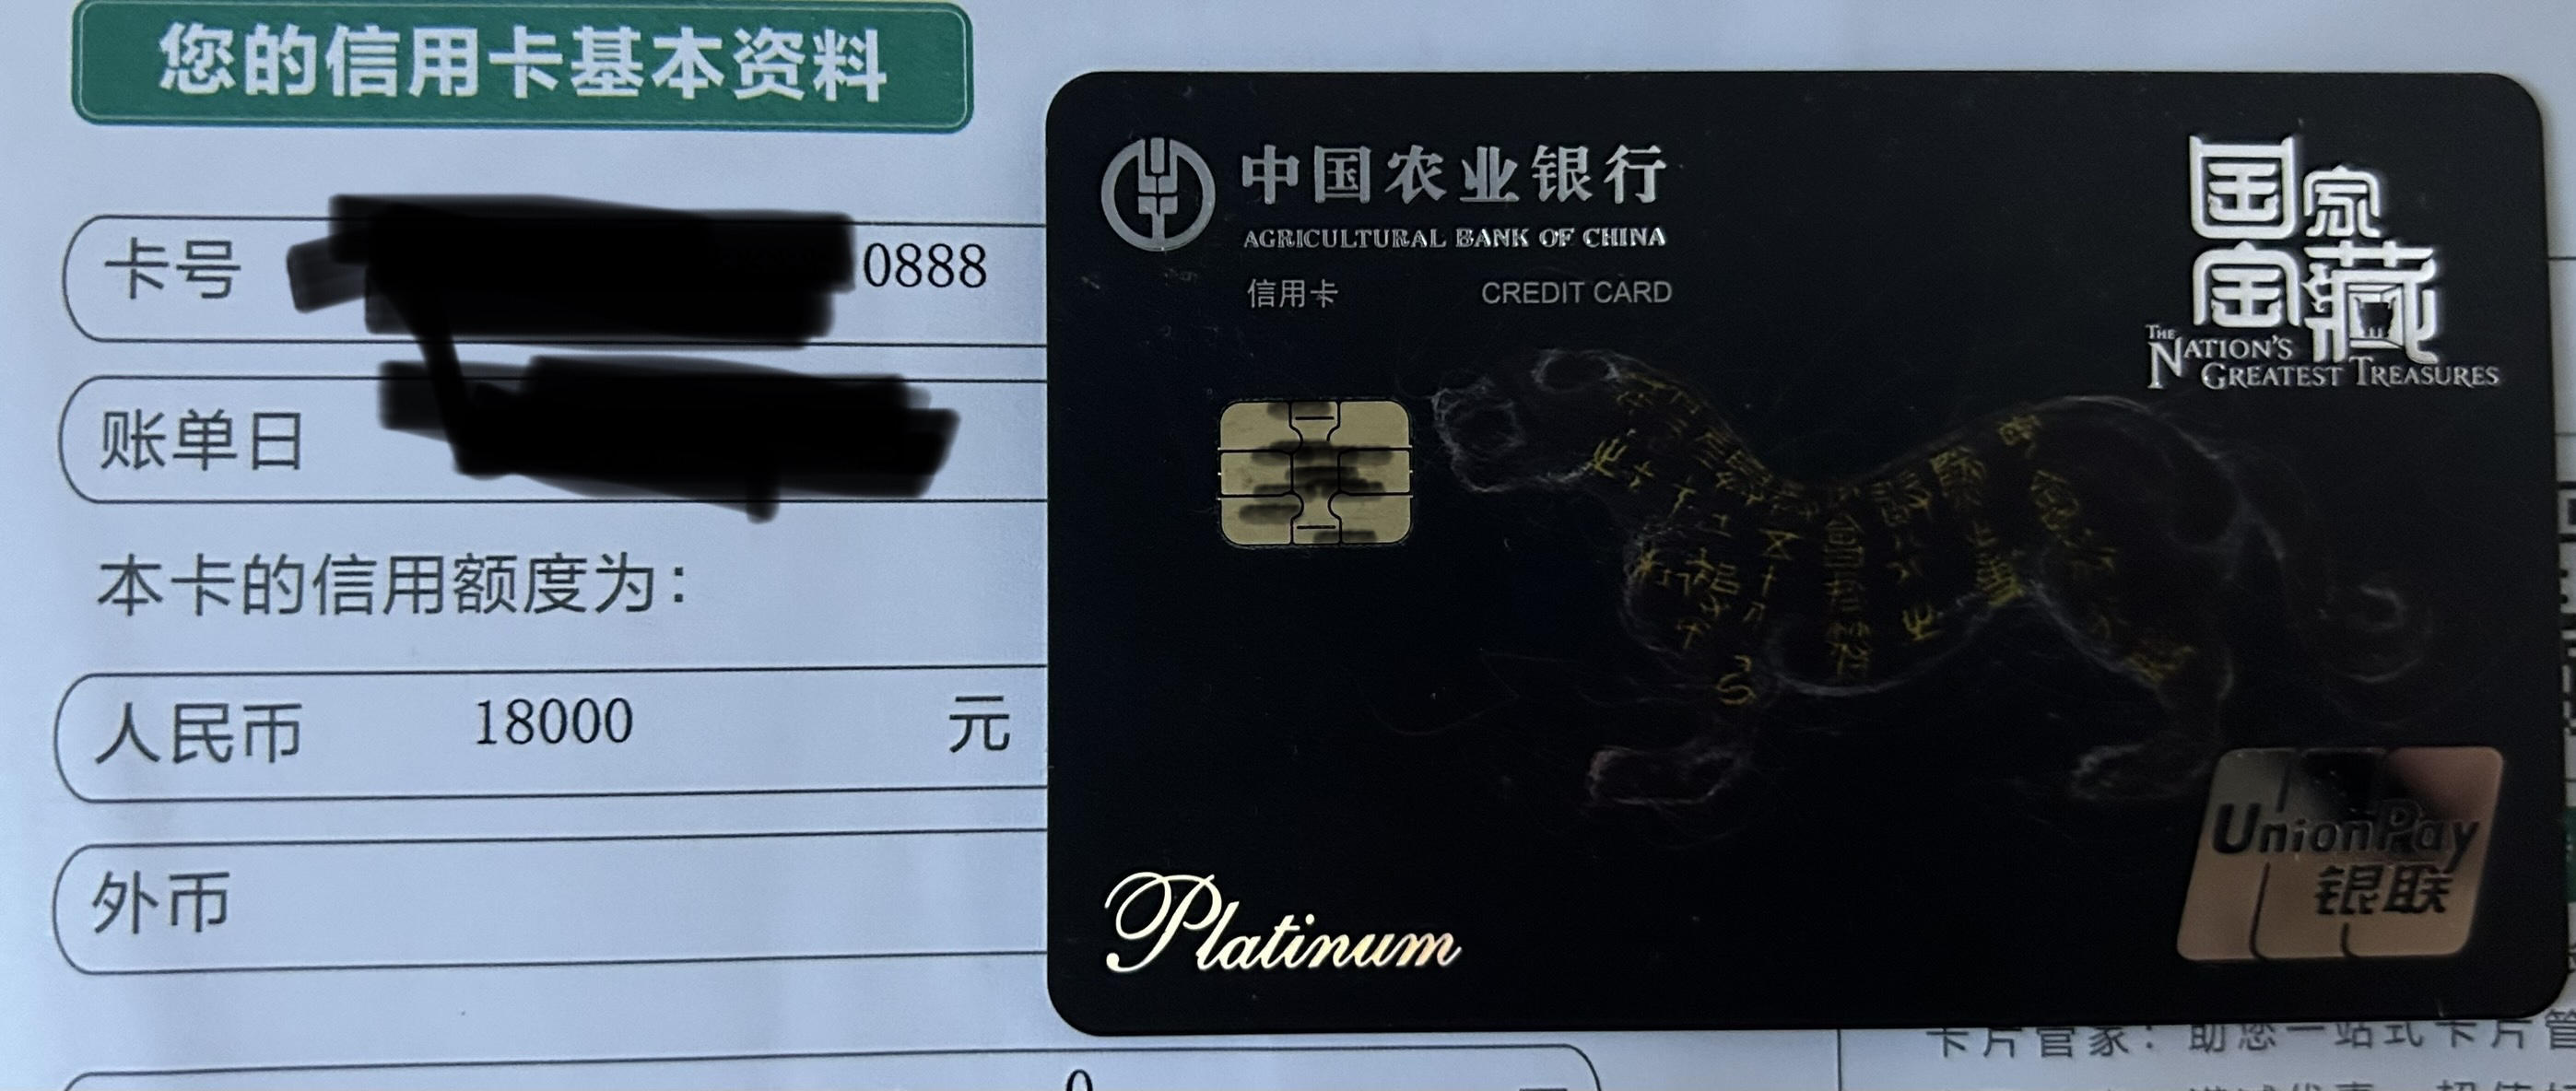 您的信用卡基本资料
卡号 0888
账单日
本卡的信用额度为：
人民币 18000 元
外币
0
中国农业银行
AGRICULTURAL BANK OF CHINA
信用卡 CREDIT CARD
国家宝藏
THE NATION'S GREATEST TREASURES
Platinum
UnionPay
银联
卡片管家：助您一站式卡片管